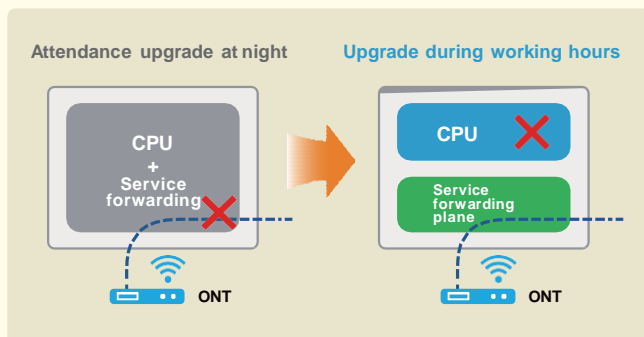 Attendance upgrade at night
Upgrade during working hours
CPU
+
Service
forwarding
CPU
Service
forwarding
plane
ONT
ONT